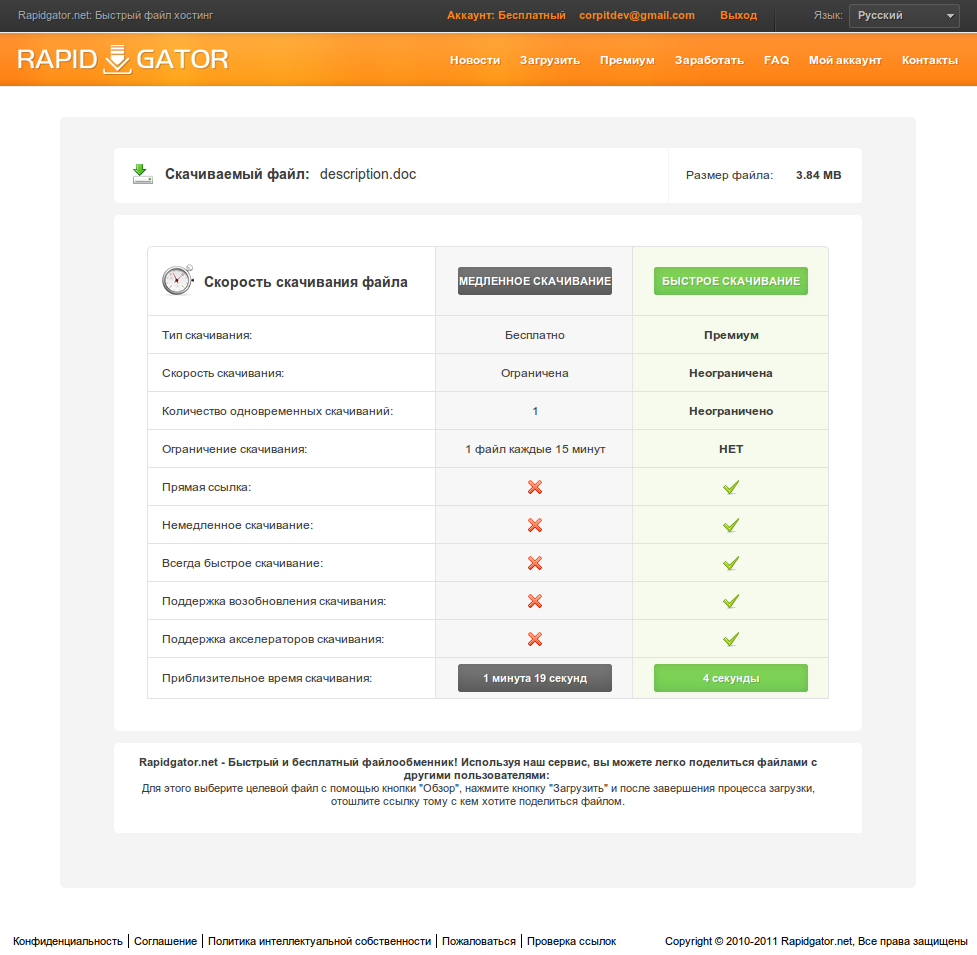 Rapidgator.net: Быстрый файл хостинг
Аккаунт: Бесплатный corpitdev@gmail.com Выход Язык: Русский
RAPID GATOR
Новости Загрузить Премиум Заработать FAQ Мой аккаунт Контакты
Скачиваемый файл: description.doc Размер файла: 3.84 MB
Скорость скачивания файла МЕДЛЕННОЕ СКАЧИВАНИЕ БЫСТРОЕ СКАЧИВАНИЕ
Тип скачивания: Бесплатно Премиум
Скорость скачивания: Ограничена Неограничена
Количество одновременных скачиваний: 1 Неограничено
Ограничение скачивания: 1 файл каждые 15 минут НЕТ
Прямая ссылка:
Немедленное скачивание:
Всегда быстрое скачивание:
Поддержка возобновления скачивания:
Поддержка акселераторов скачивания:
Приблизительное время скачивания: 1 минута 19 секунд 4 секунды
Rapidgator.net - Быстрый и бесплатный файлообменник! Используя наш сервис, вы можете легко поделиться файлами с
другими пользователями:
Для этого выберите целевой файл с помощью кнопки "Обзор", нажмите кнопку "Загрузить" и после завершения процесса загрузки,
отошлите ссылку тому с кем хотите поделиться файлом.
Конфиденциальность | Соглашение | Политика интеллектуальной собственности | Пожаловаться | Проверка ссылок Copyright © 2010-2011 Rapidgator.net, Все права защищены